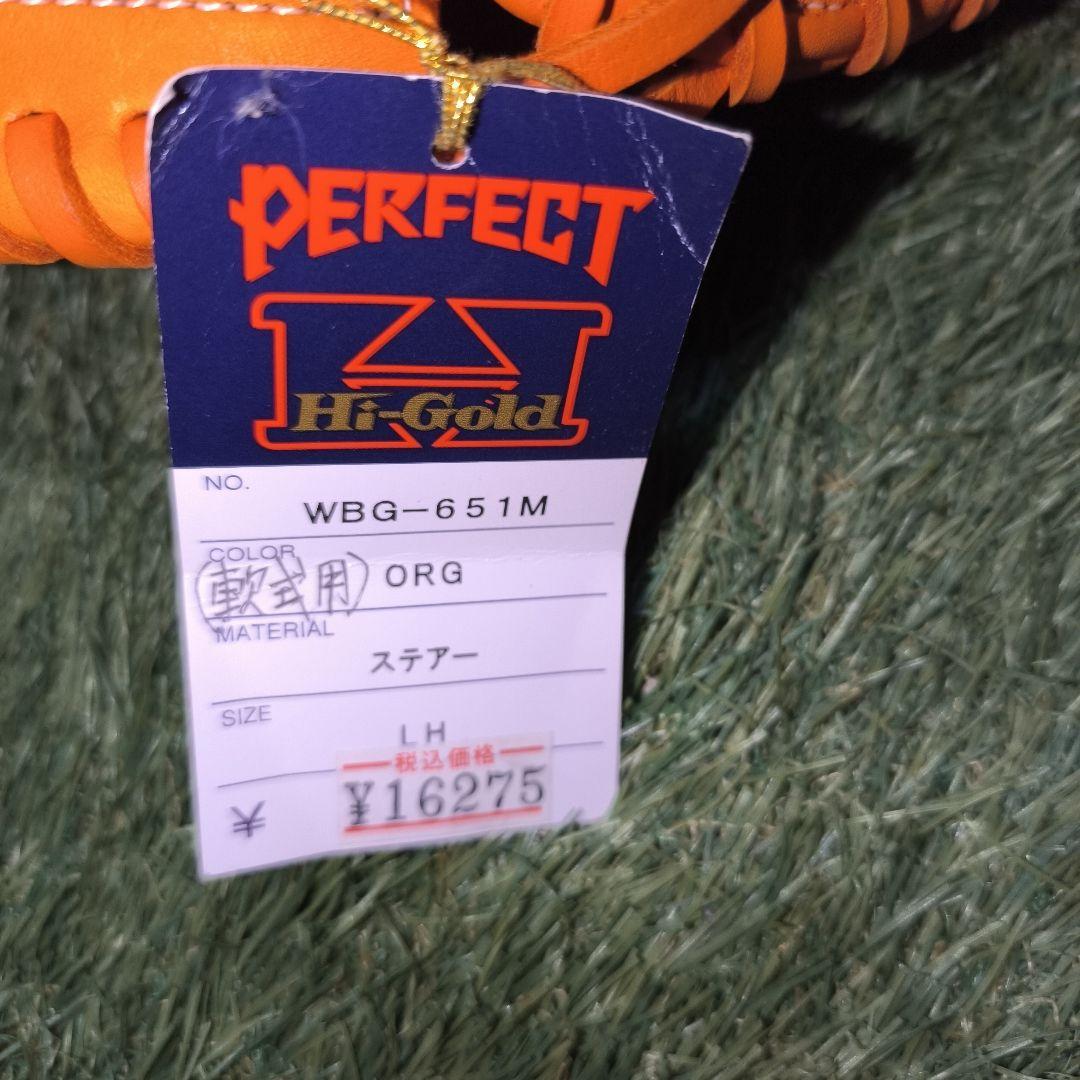 PERFECT
Hi-Gold
NO.
WBG-651M
COLOR
軟式用 ORG
MATERIAL
ステアー
SIZE
LH
税込価格
¥16275
¥